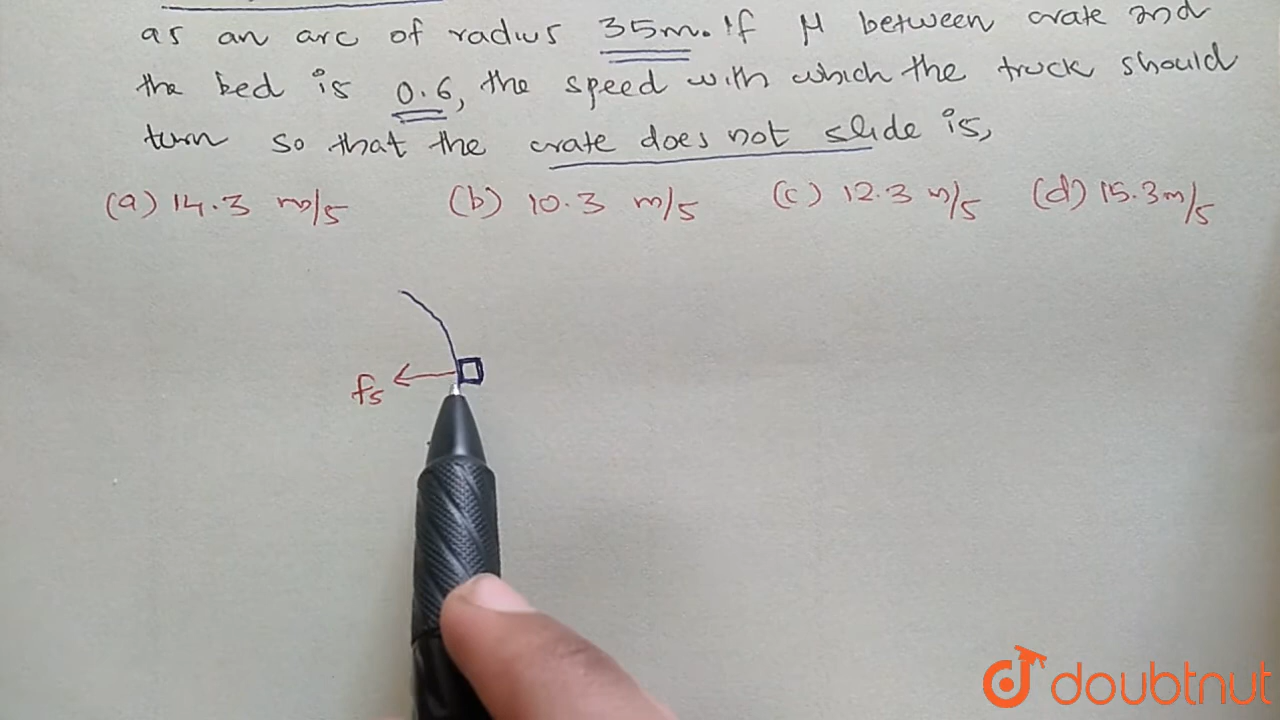 as an arc of radius 35m. If μ between crate and
the bed is 0.6, the speed with which the truck should
turn so that the crate does not slide is,
(a) 14.3 m/s (b) 10.3 m/s (c) 12.3 m/s (d) 15.3 m/s
fs
doubtnut